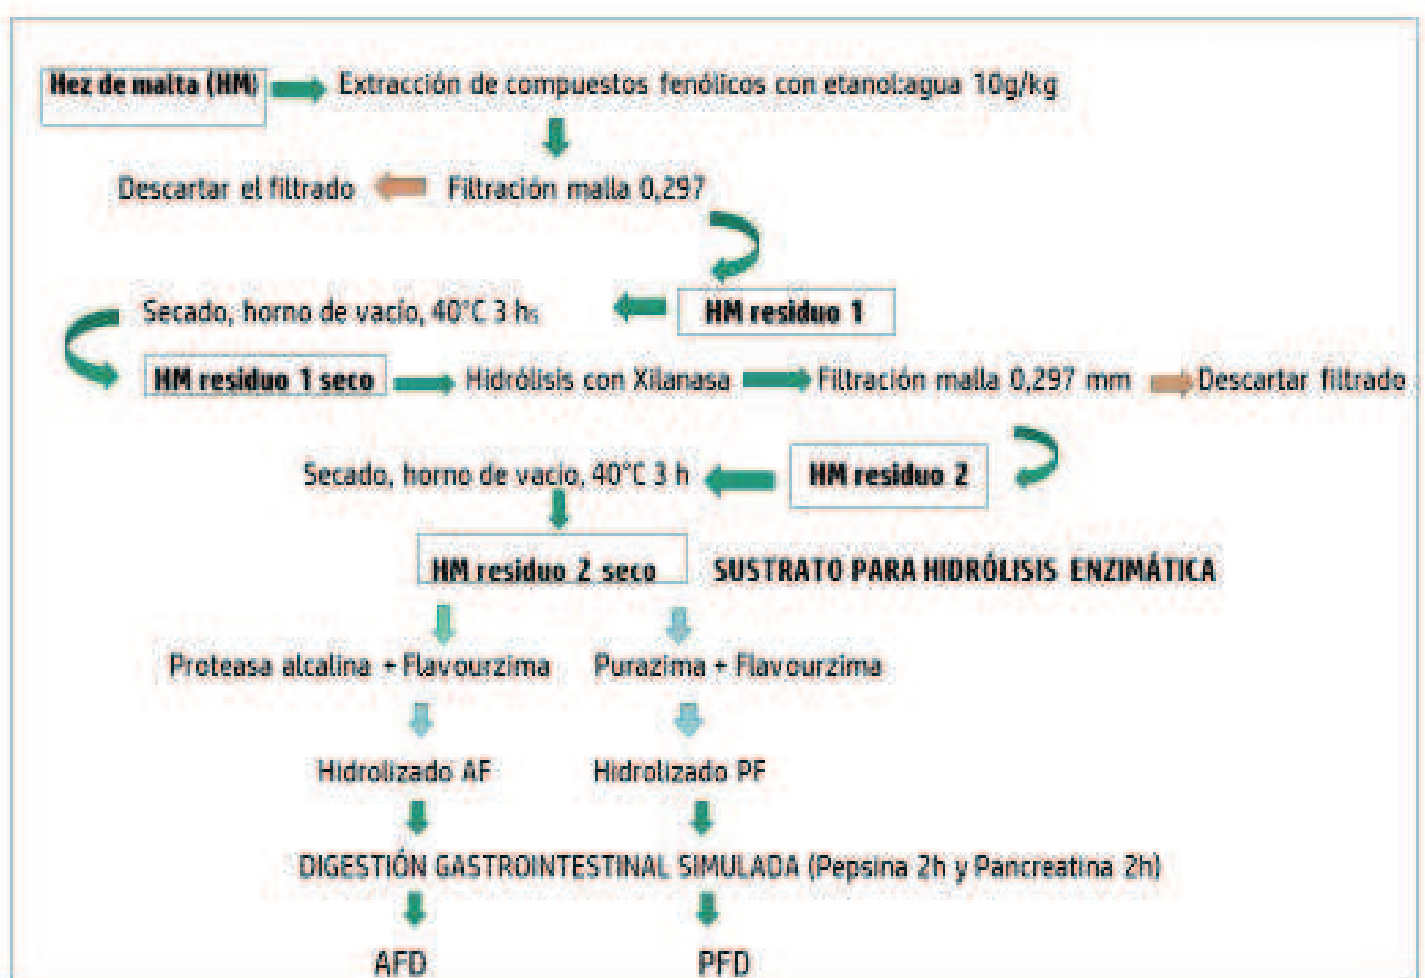 Hez de malta (HM) Extracción de compuestos fenólicos con etanol:agua 10g/kg
Descartar el filtrado Filtración malla 0,297
Secado, horno de vacío, 40°C 3 hs HM residuo 1
HM residuo 1 seco Hidrólisis con Xilanasa Filtración malla 0,297 mm Descartar filtrado
Secado, horno de vacío, 40°C 3 h HM residuo 2
HM residuo 2 seco SUSTRATO PARA HIDRÓLISIS ENZIMÁTICA
Proteasa alcalina + Flavourzima Purazima + Flavourzima
Hidrolizado AF Hidrolizado PF
DIGESTIÓN GASTROINTESTINAL SIMULADA (Pepsina 2h y Pancreatina 2h)
AFD PFD